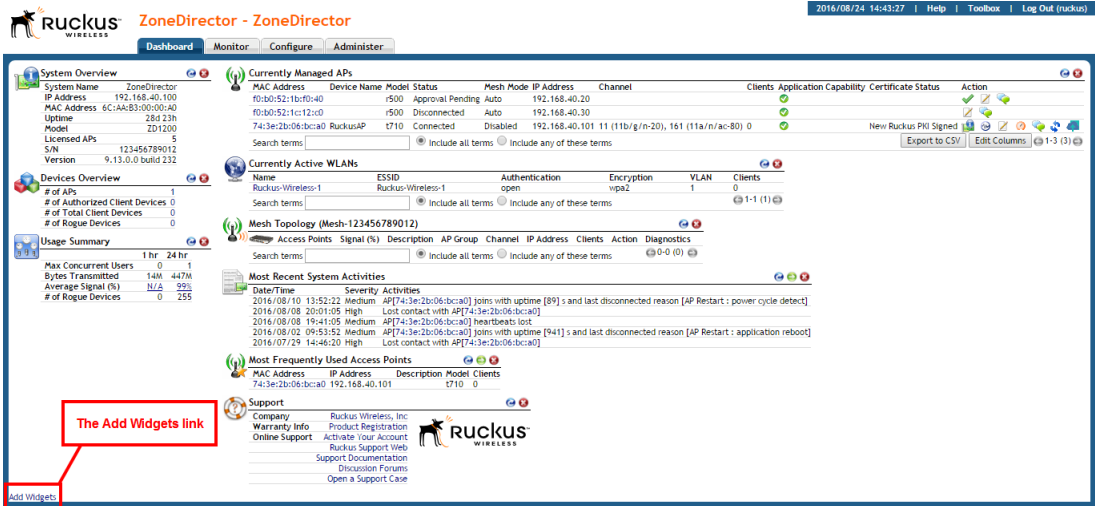 2016/08/24 14:43:27 | Help | Toolbox | Log Out (ruckus)
Ruckus WIRELESS
ZoneDirector - ZoneDirector
Dashboard Monitor Configure Administer
System Overview
System Name ZoneDirector
IP Address 192.168.40.100
MAC Address 6C:AA:B3:00:00:A0
Uptime 28d 23h
Model ZD1200
Licensed APs 5
S/N 123456789012
Version 9.13.0.0 build 232
Devices Overview
# of APs 1
# of Authorized Client Devices 0
# of Total Client Devices 0
# of Rogue Devices 0
Usage Summary
1 hr 24 hr
Max Concurrent Users 0 1
Bytes Transmitted 14M 447M
Average Signal (%) N/A 99%
# of Rogue Devices 0 255
Currently Managed APs
MAC Address Device Name Model Status Mesh Mode IP Address Channel Clients Application Capability Certificate Status Action
f0:b0:52:1b:f0:40 r500 Approval Pending Auto 192.168.40.20
f0:b0:52:1c:12:c0 r500 Disconnected Auto 192.168.40.30
74:3e:2b:06:bc:a0 RuckusAP t710 Connected Disabled 192.168.40.101 11 (11b/g/n-20), 161 (11a/n/ac-80) 0 New Ruckus PKI Signed
Search terms Include all terms Include any of these terms Export to CSV Edit Columns 1-3 (3)
Currently Active WLANs
Name ESSID Authentication Encryption VLAN Clients
Ruckus-Wireless-1 Ruckus-Wireless-1 open wpa2 1 0
Search terms Include all terms Include any of these terms 1-1 (1)
Mesh Topology (Mesh-123456789012)
Access Points Signal (%) Description AP Group Channel IP Address Clients Action Diagnostics
Search terms Include all terms Include any of these terms 0-0 (0)
Most Recent System Activities
Date/Time Severity Activities
2016/08/10 13:52:22 Medium AP[74:3e:2b:06:bc:a0] joins with uptime [89] s and last disconnected reason [AP Restart : power cycle detect]
2016/08/08 20:01:05 High Lost contact with AP[74:3e:2b:06:bc:a0]
2016/08/08 19:41:05 Medium AP[74:3e:2b:06:bc:a0] heartbeats lost
2016/08/02 09:53:52 Medium AP[74:3e:2b:06:bc:a0] joins with uptime [941] s and last disconnected reason [AP Restart : application reboot]
2016/07/29 14:46:20 High Lost contact with AP[74:3e:2b:06:bc:a0]
Most Frequently Used Access Points
MAC Address IP Address Description Model Clients
74:3e:2b:06:bc:a0 192.168.40.101 t710 0
Support
Company Ruckus Wireless, Inc
Warranty Info Product Registration
Online Support Activate Your Account
Ruckus Support Web
Support Documentation
Discussion Forums
Open a Support Case
Ruckus WIRELESS
The Add Widgets link
Add Widgets